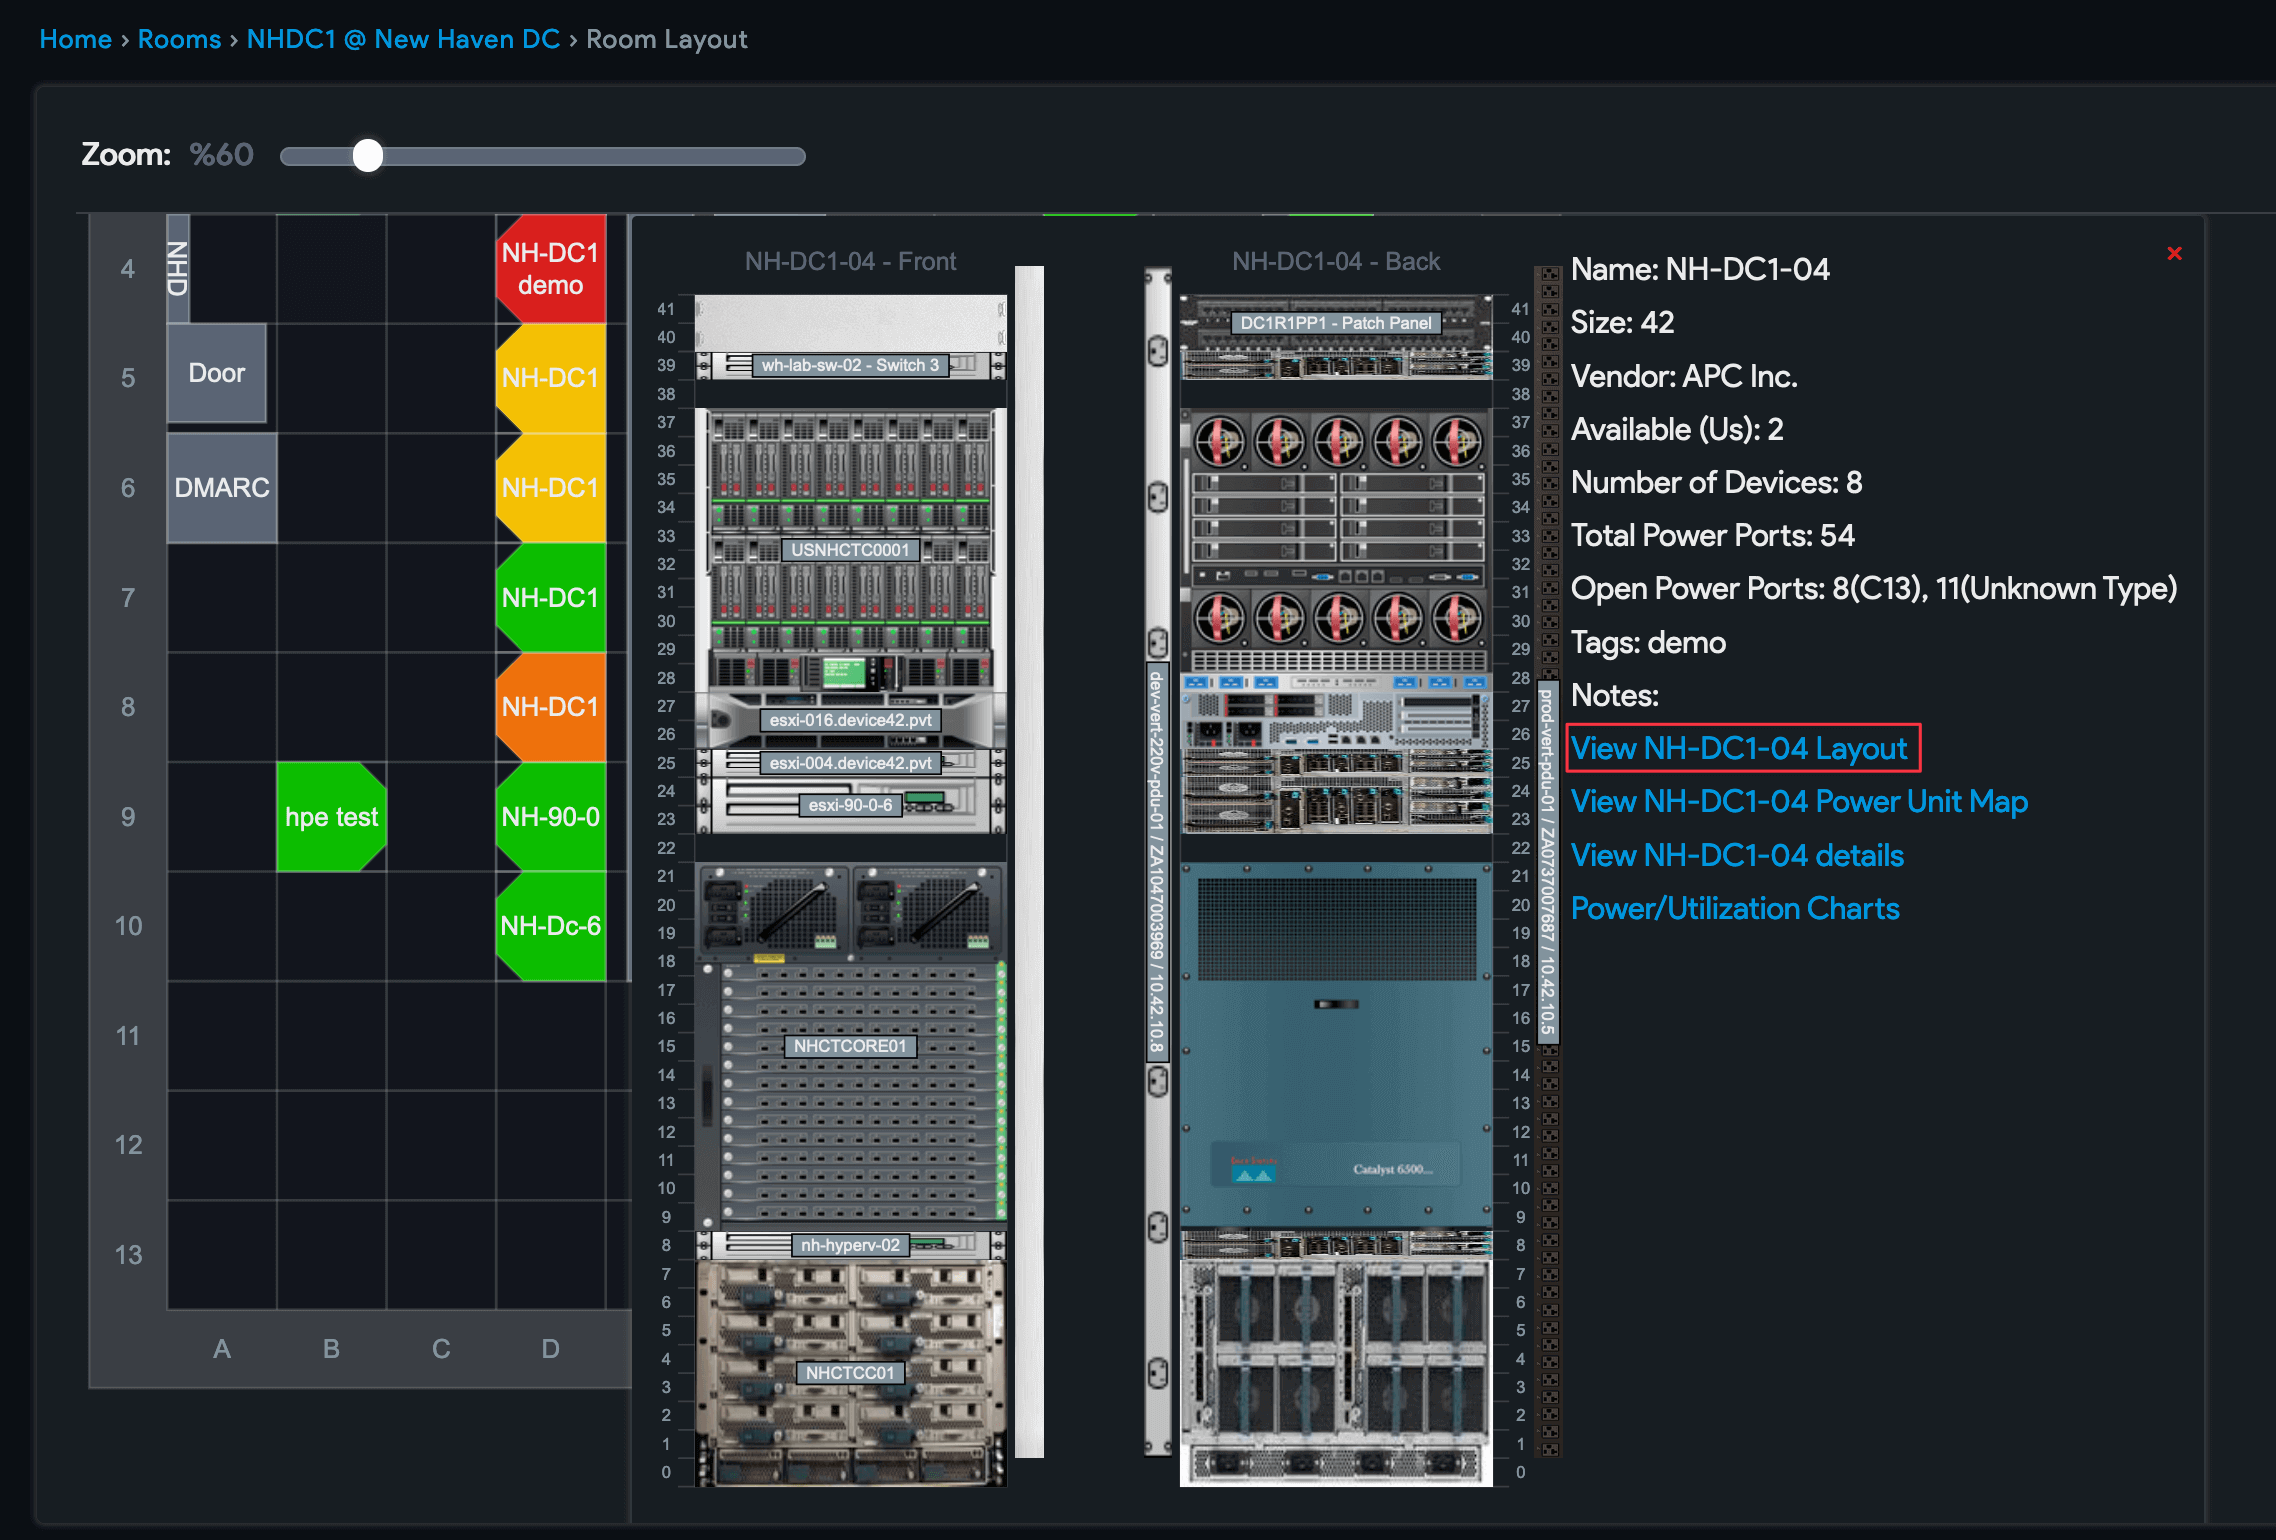 Home › Rooms › NHDC1 @ New Haven DC › Room Layout
Zoom: %60
4
NHD
NH-DC1
demo
5
Door
NH-DC1
6
DMARC
NH-DC1
7
NH-DC1
8
NH-DC1
9
hpe test
NH-90-0
10
NH-Dc-6
11
12
13
A B C D
NH-DC1-04 - Front
41
40
39
38
37
36
35
34
33
32
31
30
29
28
27
26
25
24
23
22
21
20
19
18
17
16
15
14
13
12
11
10
9
8
7
6
5
4
3
2
1
0
wh-lab-sw-02 - Switch 3
USNHCTC0001
esxi-016.device42.pvt
esxi-004.device42.pvt
esxi-90-0-6
NHCTCORE01
nh-hyperv-02
NHCTCC01
NH-DC1-04 - Back
dev-vert-220v-pdu-01 / ZA1047003969 / 10.42.10.8
DC1R1PP1 - Patch Panel
Catalyst 6500
41
40
39
38
37
36
35
34
33
32
31
30
29
28
27
26
25
24
23
22
21
20
19
18
17
16
15
14
13
12
11
10
9
8
7
6
5
4
3
2
1
0
prod-vert-pdu-01 / ZA0737007687 / 10.42.10.5
Name: NH-DC1-04
Size: 42
Vendor: APC Inc.
Available (Us): 2
Number of Devices: 8
Total Power Ports: 54
Open Power Ports: 8(C13), 11(Unknown Type)
Tags: demo
Notes:
View NH-DC1-04 Layout
View NH-DC1-04 Power Unit Map
View NH-DC1-04 details
Power/Utilization Charts